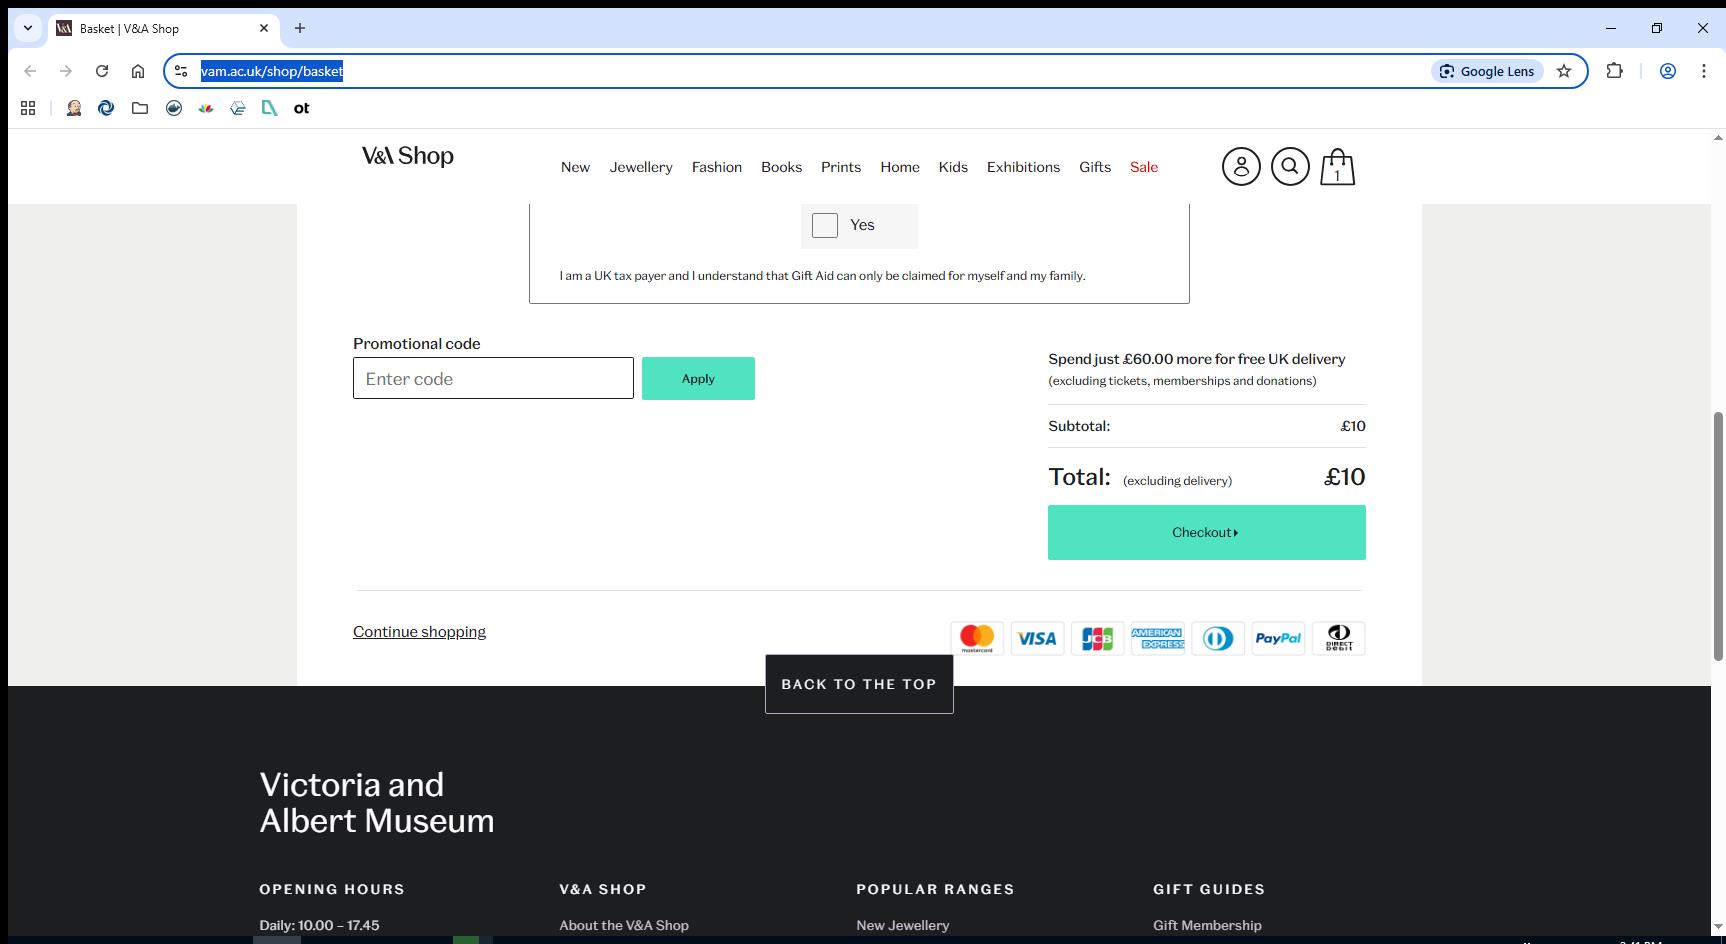 Basket | V&A Shop
vam.ac.uk/shop/basket
Google Lens
ot
V&A Shop
New
Jewellery
Fashion
Books
Prints
Home
Kids
Exhibitions
Gifts
Sale
1
Yes
I am a UK tax payer and I understand that Gift Aid can only be claimed for myself and my family.
Promotional code
Enter code
Apply
Spend just £60.00 more for free UK delivery
(excluding tickets, memberships and donations)
Subtotal: £10
Total: (excluding delivery) £10
Checkout
Continue shopping
mastercard
VISA
JCB
AMERICAN EXPRESS
PayPal
DIRECT Debit
BACK TO THE TOP
Victoria and
Albert Museum
OPENING HOURS
V&A SHOP
POPULAR RANGES
GIFT GUIDES
Daily: 10.00 – 17.45
About the V&A Shop
New Jewellery
Gift Membership